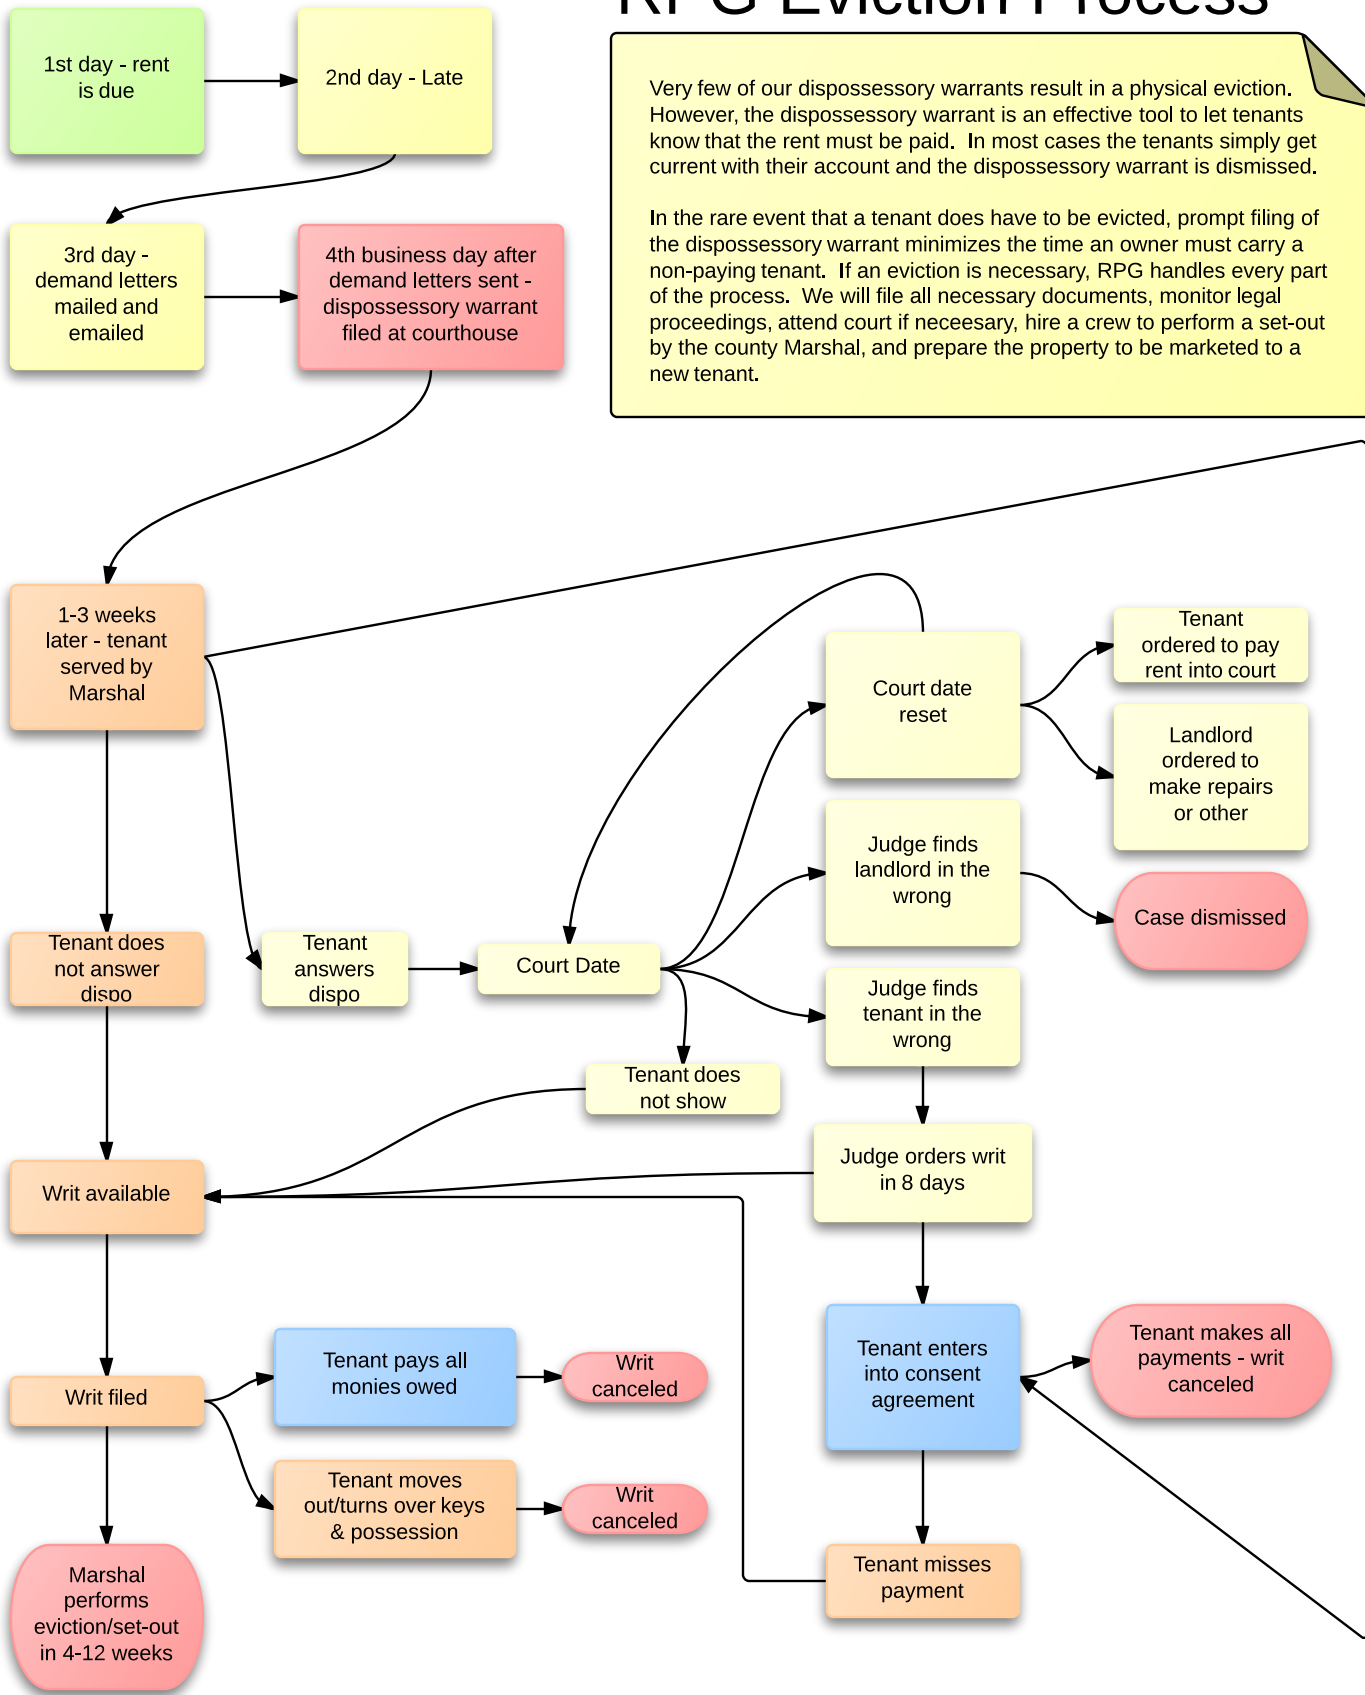 RPG Eviction Process
1st day - rent
is due
2nd day - Late
Very few of our dispossessory warrants result in a physical eviction.
However, the dispossessory warrant is an effective tool to let tenants
know that the rent must be paid.  In most cases the tenants simply get
current with their account and the dispossessory warrant is dismissed.
In the rare event that a tenant does have to be evicted, prompt filing of
the dispossessory warrant minimizes the time an owner must carry a
non-paying tenant.  If an eviction is necessary, RPG handles every part
of the process.  We will file all necessary documents, monitor legal
proceedings, attend court if neceesary, hire a crew to perform a set-out
by the county Marshal, and prepare the property to be marketed to a
new tenant.
3rd day -
demand letters
mailed and
emailed
4th business day after
demand letters sent -
dispossessory warrant
filed at courthouse
1-3 weeks
later - tenant
served by
Marshal
Court date
reset
Tenant
ordered to pay
rent into court
Landlord
ordered to
make repairs
or other
Judge finds
landlord in the
wrong
Case dismissed
Tenant does
not answer
dispo
Tenant
answers
dispo
Court Date
Judge finds
tenant in the
wrong
Tenant does
not show
Judge orders writ
in 8 days
Writ available
Writ filed
Tenant pays all
monies owed
Writ
canceled
Tenant enters
into consent
agreement
Tenant makes all
payments - writ
canceled
Tenant moves
out/turns over keys
& possession
Writ
canceled
Marshal
performs
eviction/set-out
in 4-12 weeks
Tenant misses
payment